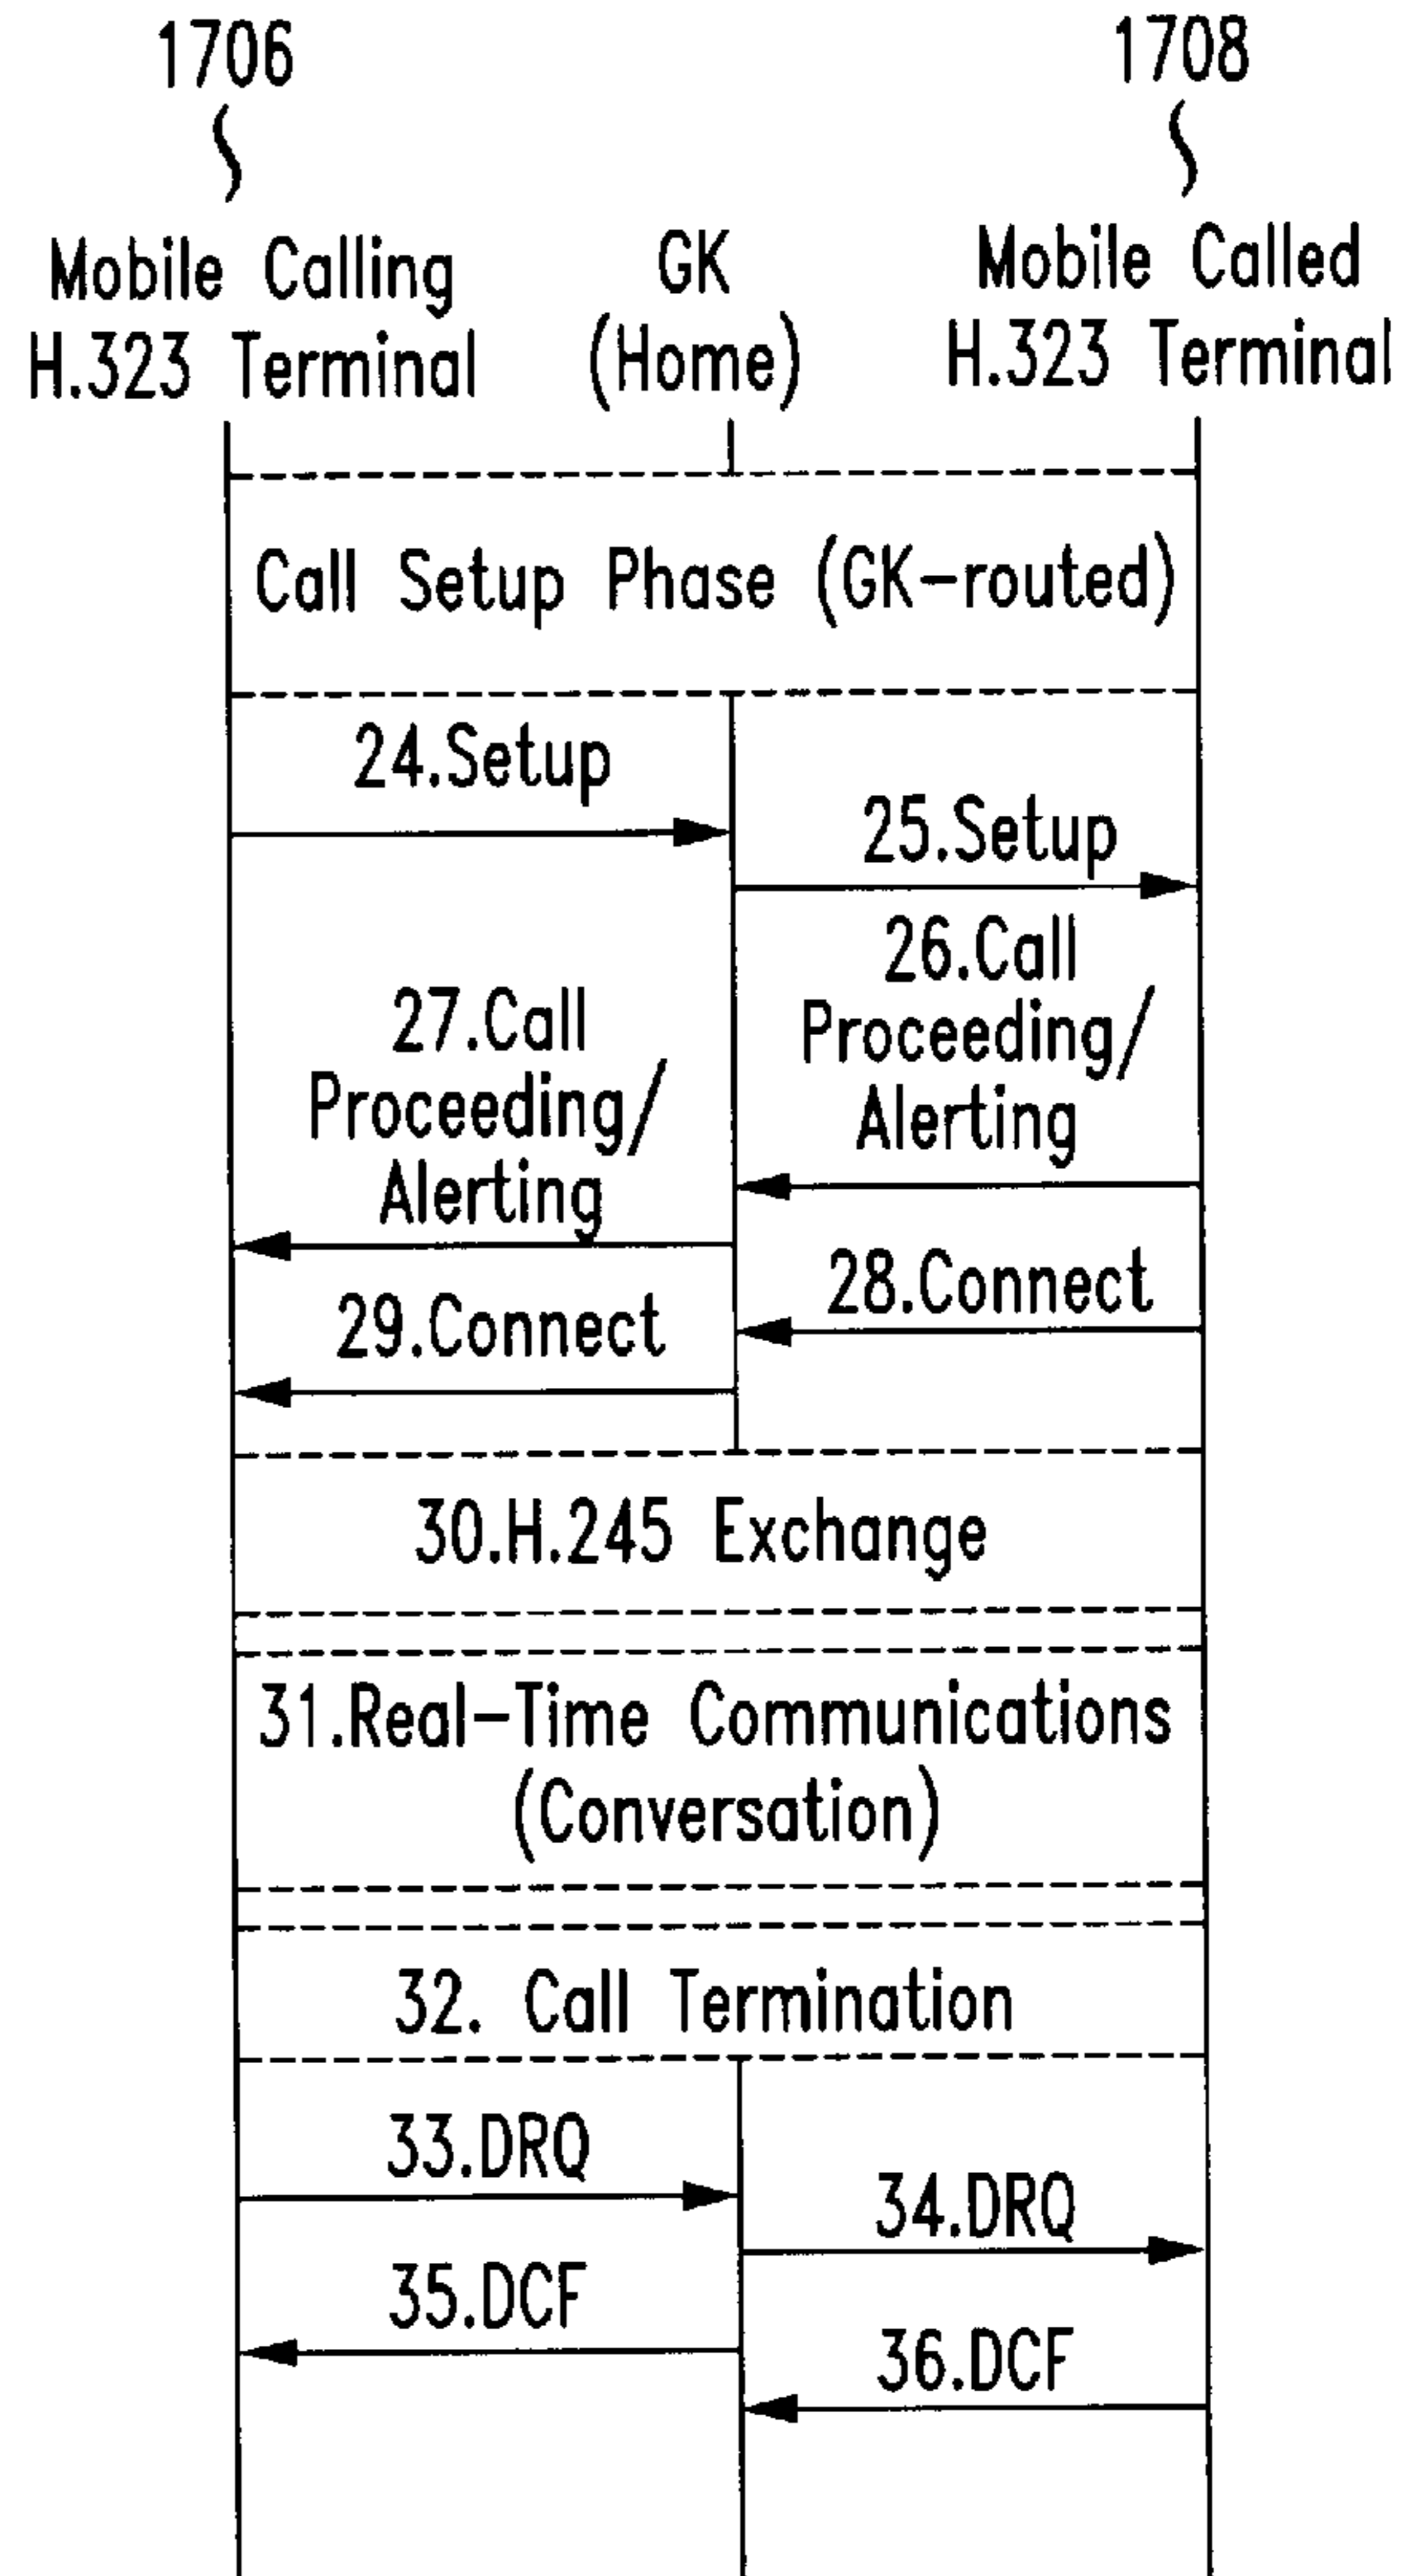 1706
1708
Mobile Calling
H.323 Terminal
GK
(Home)
Mobile Called
H.323 Terminal
Call Setup Phase (GK-routed)
24.Setup
25.Setup
26.Call
Proceeding/
Alerting
27.Call
Proceeding/
Alerting
28.Connect
29.Connect
30.H.245 Exchange
31.Real-Time Communications
(Conversation)
32. Call Termination
33.DRQ
34.DRQ
35.DCF
36.DCF